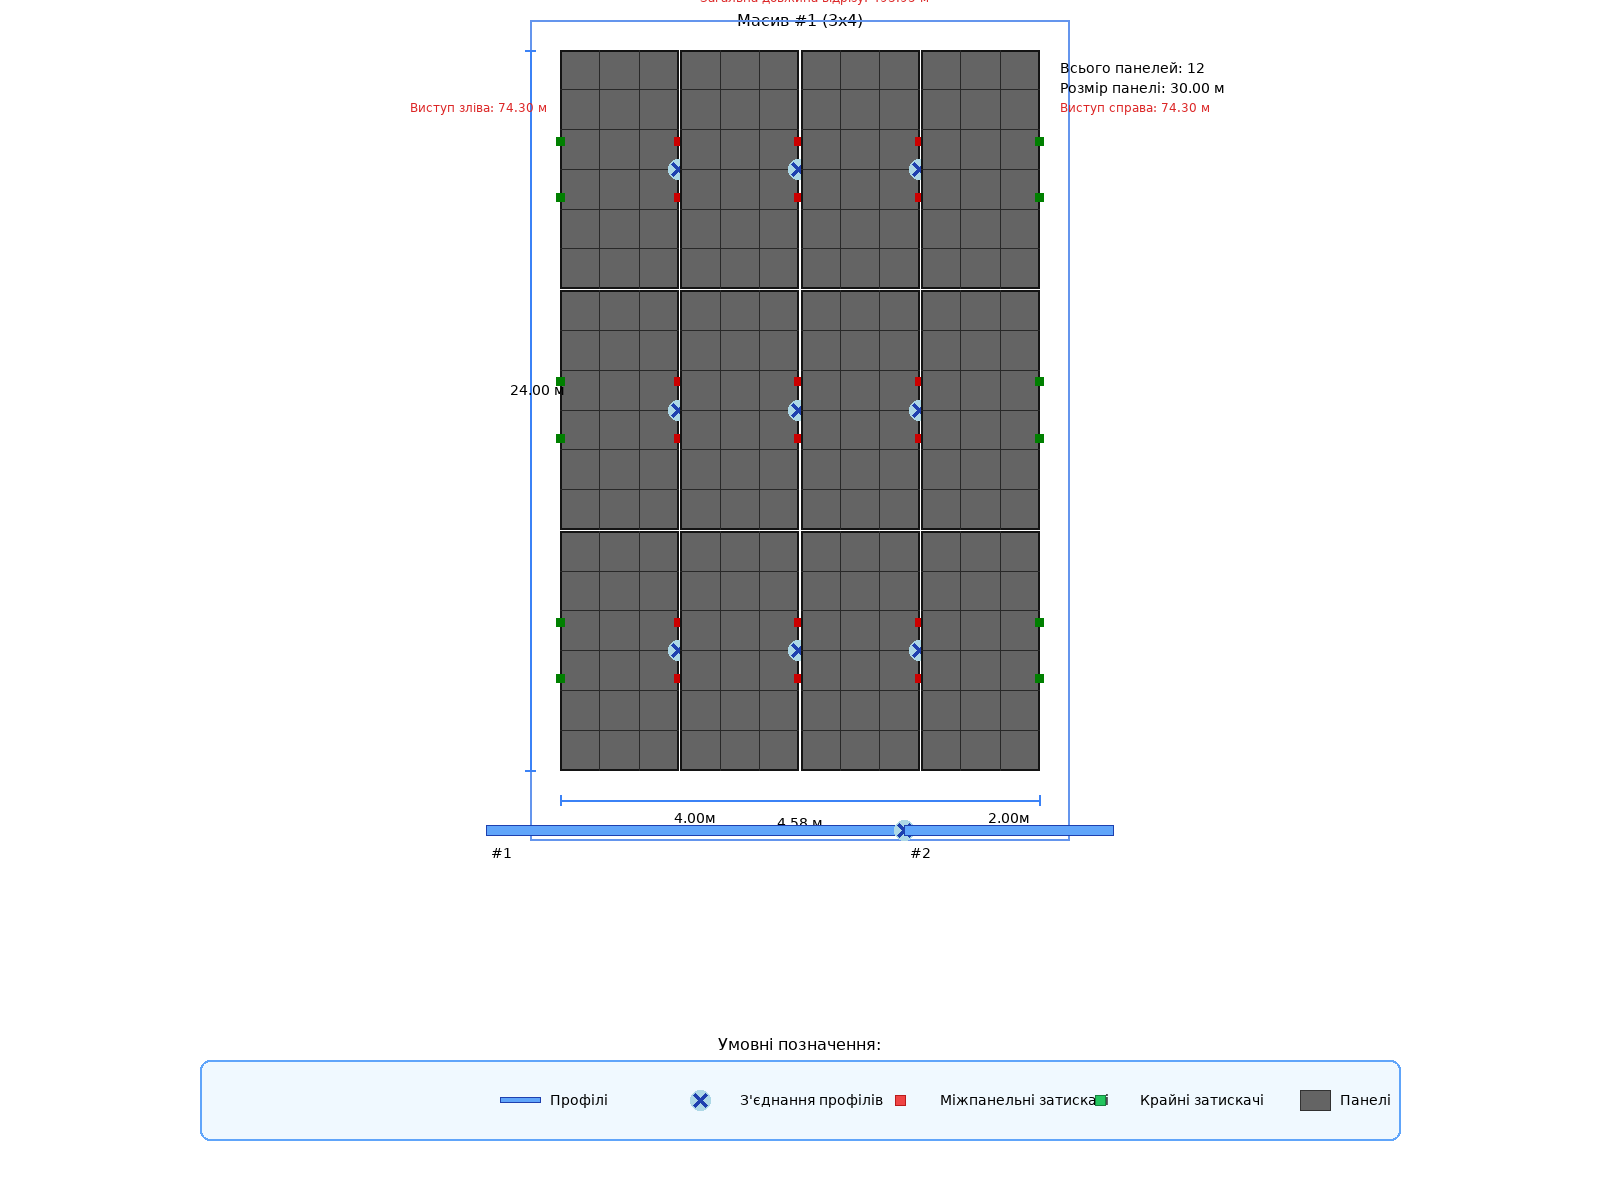 Масив #1 (3x4)
Всього панелей: 12
Розмір панелі: 30.00 м
Виступ зліва: 74.30 м
Виступ справа: 74.30 м
24.00 м
4.00м
4.58 м
2.00м
#1
#2
Умовні позначення:
Профілі
З'єднання профілів
Міжпанельні затискачі
Крайні затискачі
Панелі